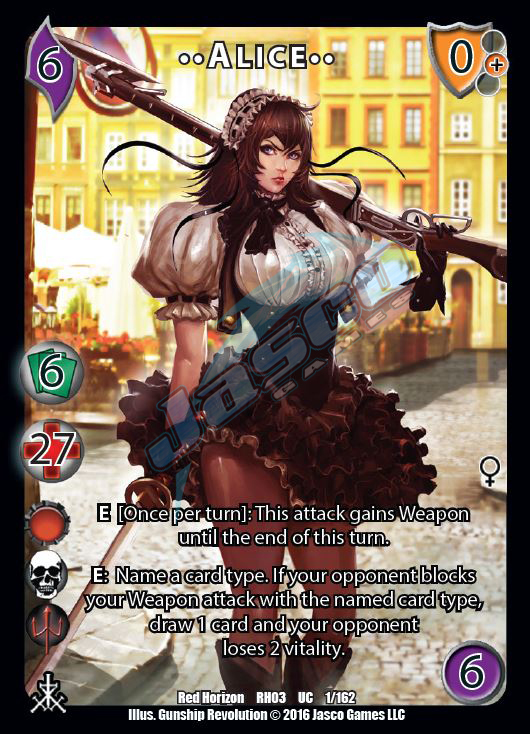 6
••ALICE••
0
+
6
27
Jasco
GAMES
E [Once per turn]: This attack gains Weapon
until the end of this turn.
E: Name a card type. If your opponent blocks
your Weapon attack with the named card type,
draw 1 card and your opponent
loses 2 vitality.
6
Red Horizon RH03 UC 1/162
Illus. Gunship Revolution © 2016 Jasco Games LLC